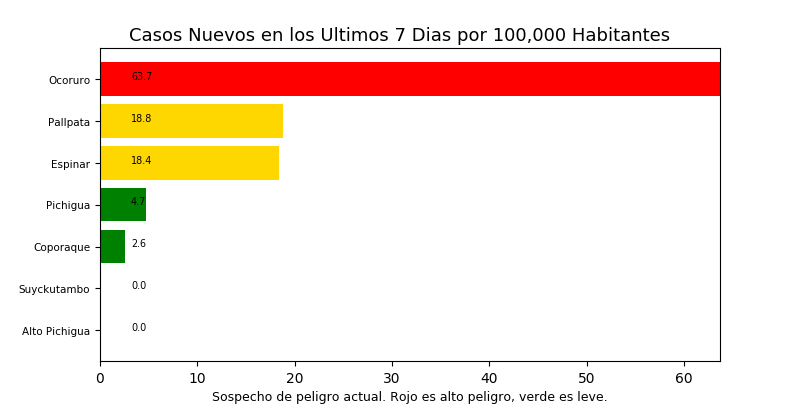 Casos Nuevos en los Ultimos 7 Dias por 100,000 Habitantes
Ocoruro 63.7
Pallpata 18.8
Espinar 18.4
Pichigua 4.7
Coporaque 2.6
Suyckutambo 0.0
Alto Pichigua 0.0
0 10 20 30 40 50 60
Sospecho de peligro actual. Rojo es alto peligro, verde es leve.